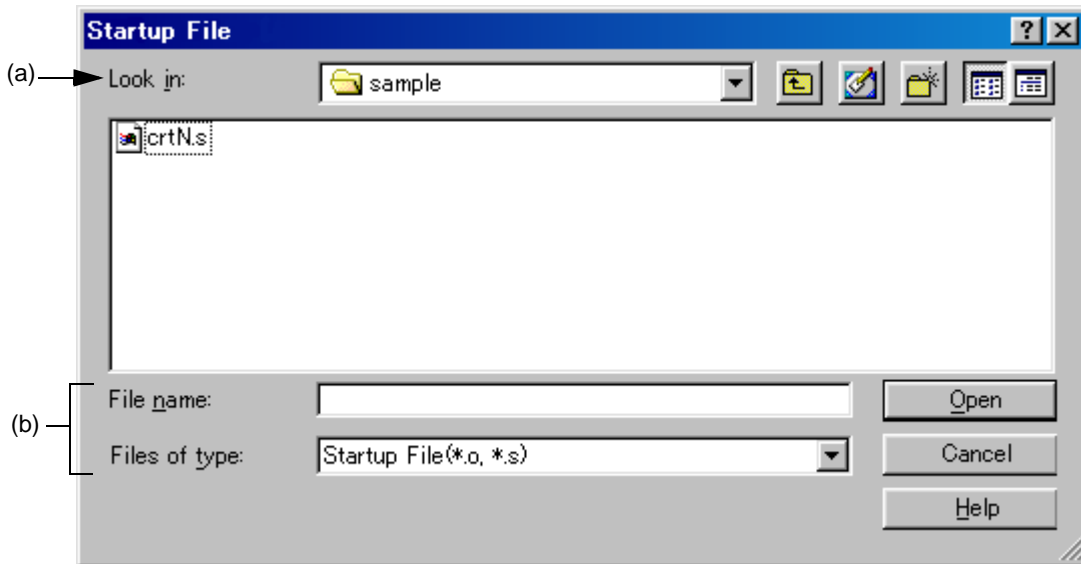 Startup File
(a)
Look in:
sample
crtN.s
(b)
File name:
Open
Files of type:
Startup File(*.o, *.s)
Cancel
Help